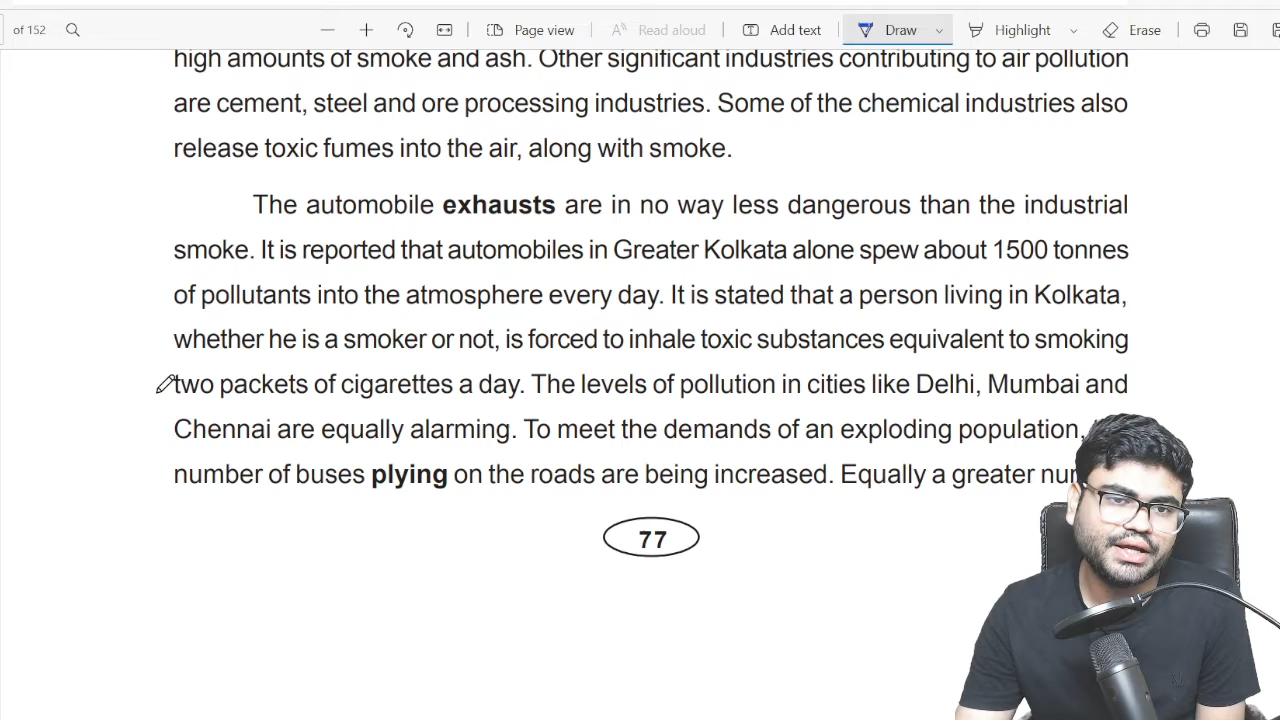 of 152
Page view
Read aloud
Add text
Draw
Highlight
Erase
high amounts of smoke and ash. Other significant industries contributing to air pollution
are cement, steel and ore processing industries. Some of the chemical industries also
release toxic fumes into the air, along with smoke.
The automobile exhausts are in no way less dangerous than the industrial
smoke. It is reported that automobiles in Greater Kolkata alone spew about 1500 tonnes
of pollutants into the atmosphere every day. It is stated that a person living in Kolkata,
whether he is a smoker or not, is forced to inhale toxic substances equivalent to smoking
two packets of cigarettes a day. The levels of pollution in cities like Delhi, Mumbai and
Chennai are equally alarming. To meet the demands of an exploding population,
number of buses plying on the roads are being increased. Equally a greater
77